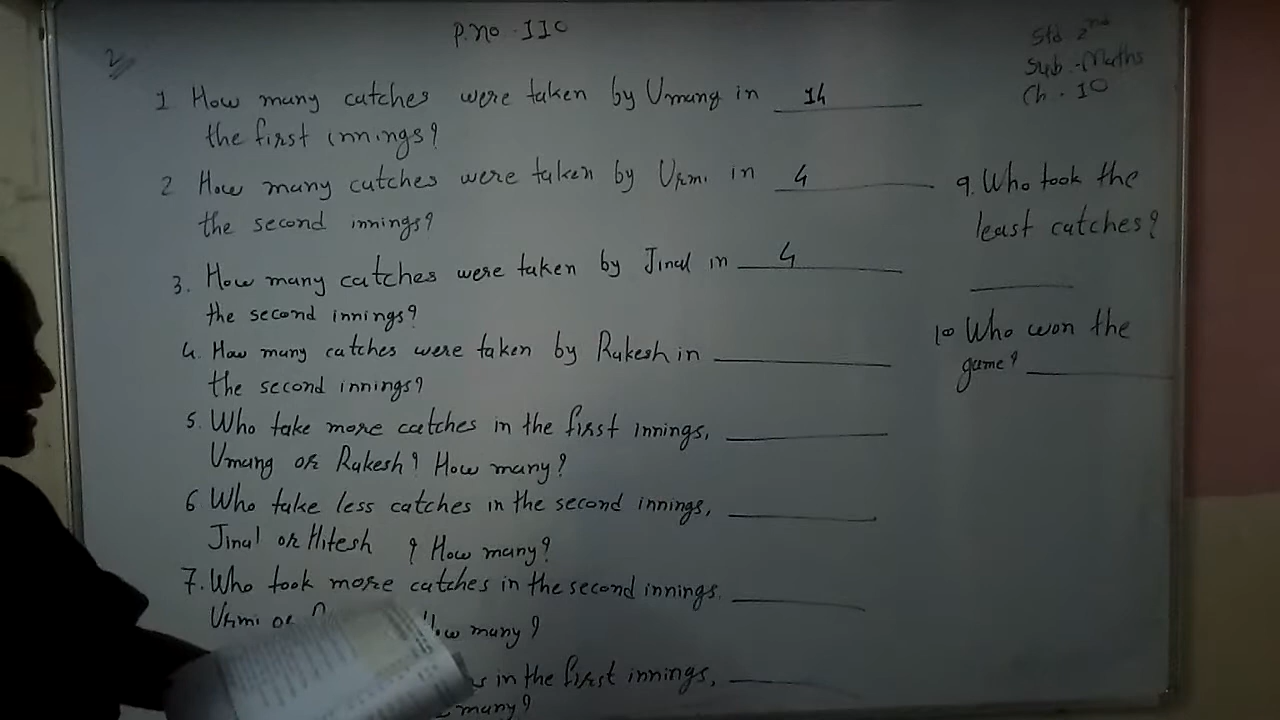 P.no. 110
Std 2nd
Sub.-Maths
Ch. 10
2
1 How many catches were taken by Umang in 14
the first innings?
2 How many catches were taken by Urmi in 4
the second innings?
3. How many catches were taken by Jinal in 4
the second innings?
4. How many catches were taken by Rakesh in
the second innings?
5. Who take more catches in the first innings,
Umang or Rakesh? How many?
6 Who take less catches in the second innings,
Jinal or Hitesh ? How many?
7. Who took more catches in the second innings.
Urmi or How many?
in the first innings,
many?
9. Who took the
least catches?
10 Who won the
game?